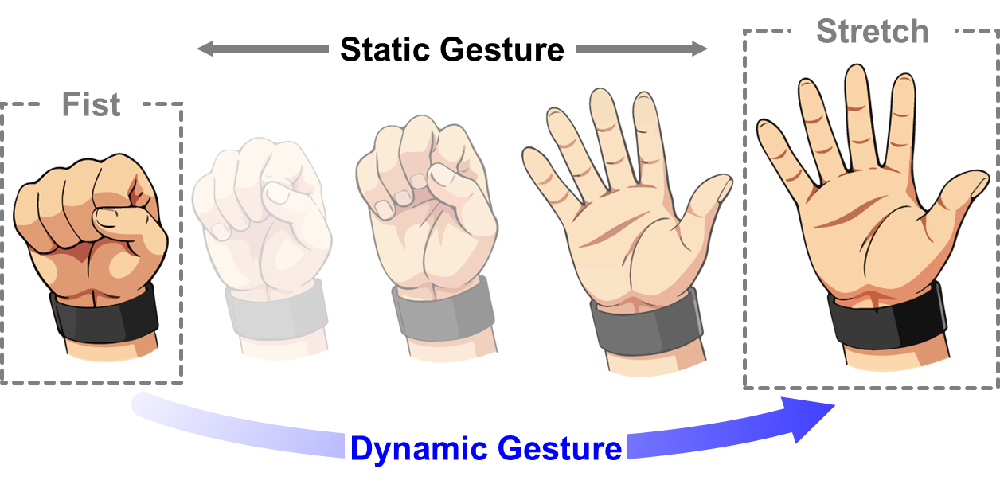 Static Gesture
Stretch
Fist
Dynamic Gesture